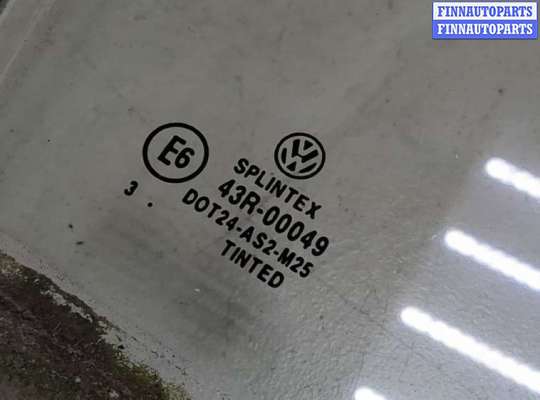 FINNAUTOPARTS
FINNAUTOPARTS
E6
SPLINTEX
43R-00049
DOT24-AS2-M25
TINTED
3 .